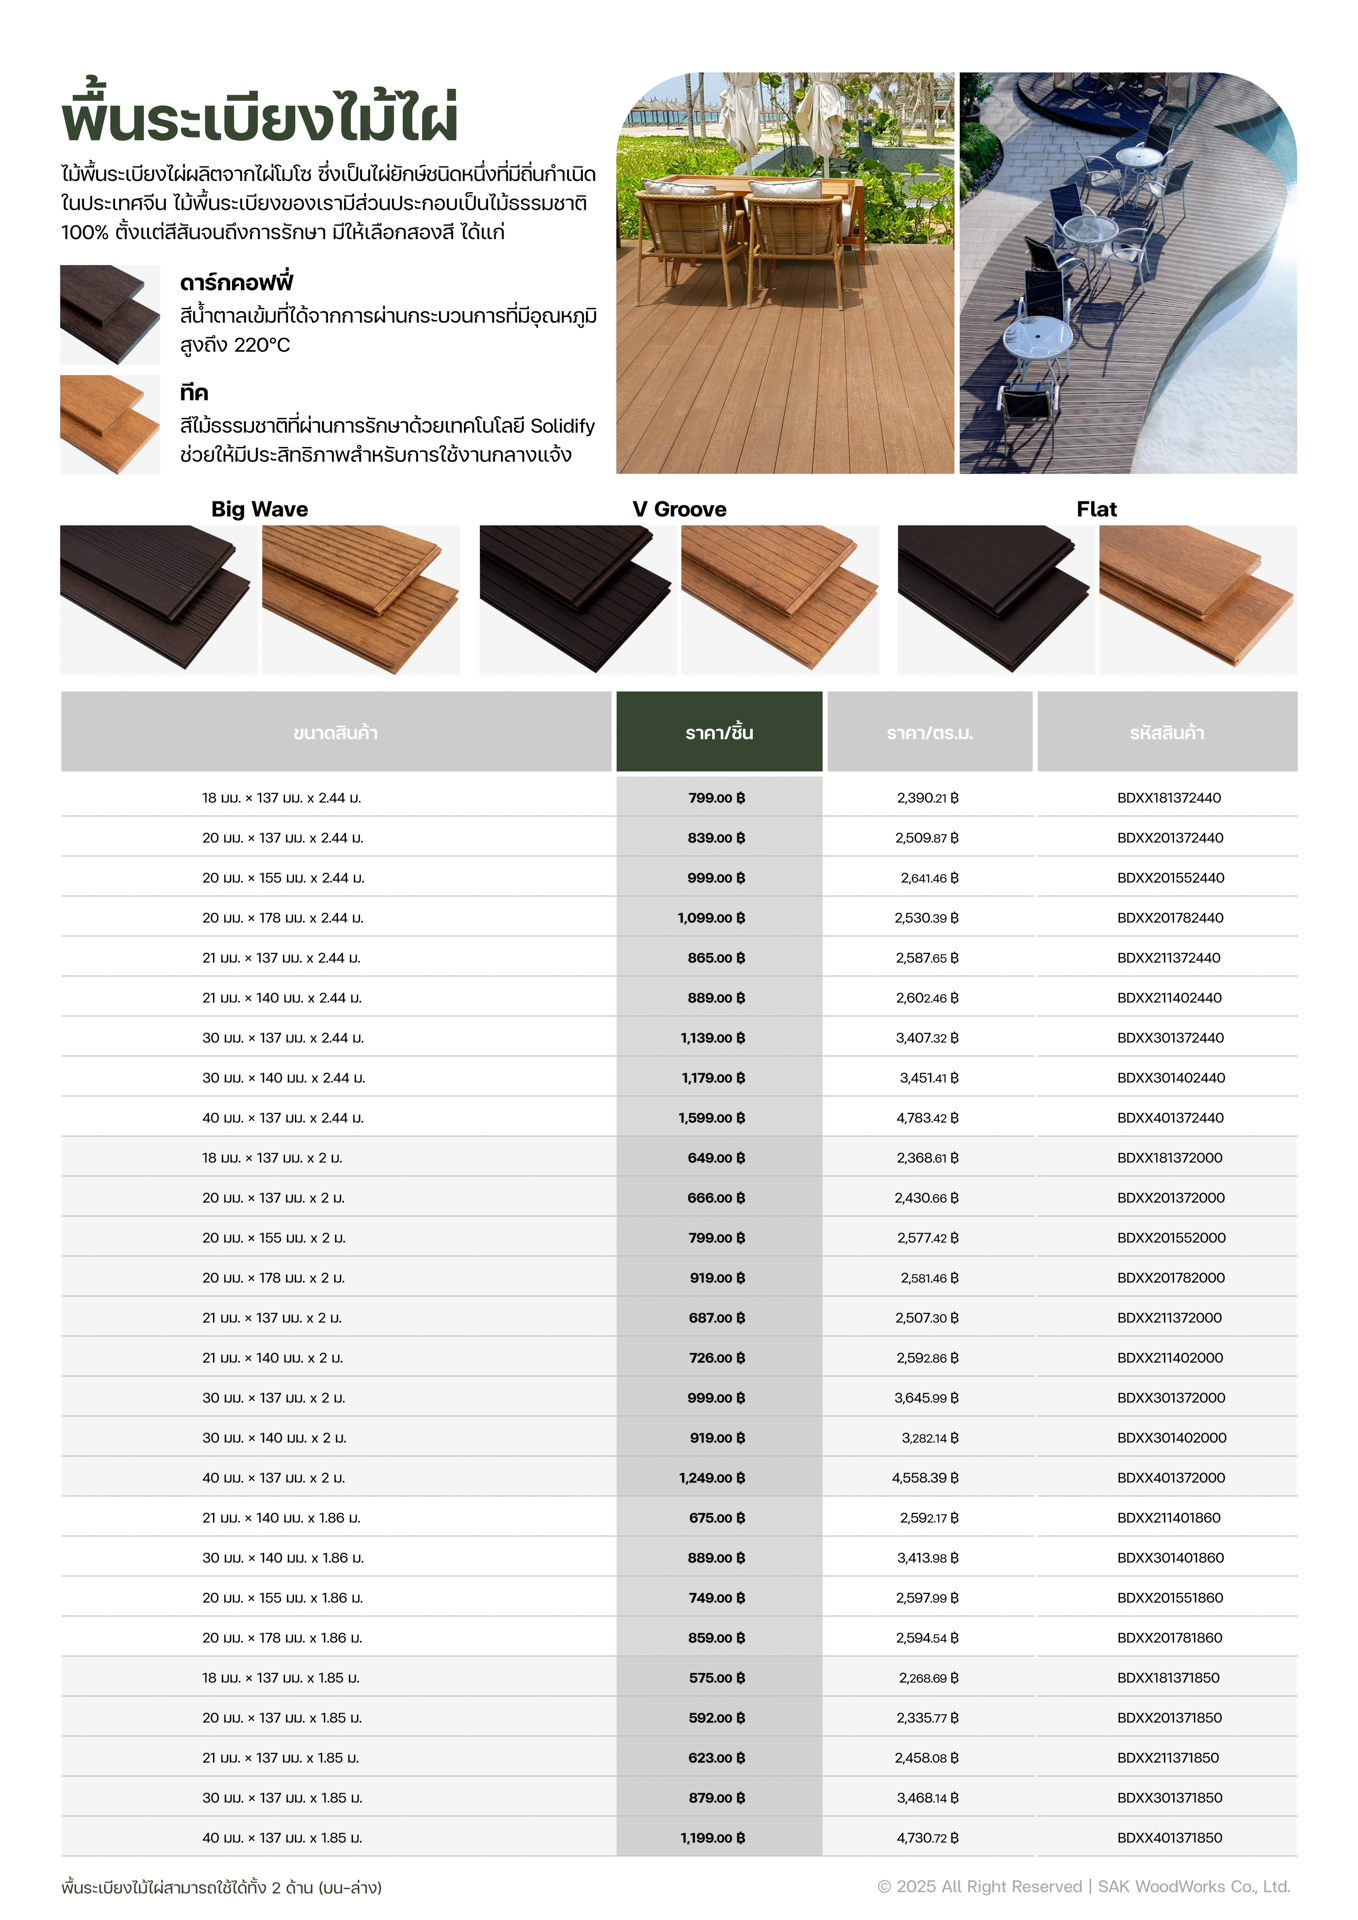 พื้นระเบียงไม้ไผ่
ไม้พื้นระเบียงไผ่ผลิตจากไผ่โมโซ ซึ่งเป็นไผ่ยักษ์ชนิดหนึ่งที่มีถิ่นกำเนิด
ในประเทศจีน ไม้พื้นระเบียงของเรามีส่วนประกอบเป็นไม้ธรรมชาติ
100% ตั้งแต่สีสันจนถึงการรักษา มีให้เลือกสองสี ได้แก่
ดาร์กคอฟฟี่
สีน้ำตาลเข้มที่ได้จากการผ่านกระบวนการที่มีอุณหภูมิ
สูงถึง 220°C
ทีค
สีไม้ธรรมชาติที่ผ่านการรักษาด้วยเทคโนโลยี Solidify
ช่วยให้มีประสิทธิภาพสำหรับการใช้งานกลางแจ้ง
Big Wave V Groove Flat
ขนาดสินค้า ราคา/ชิ้น ราคา/ตร.ม. รหัสสินค้า
18 มม. × 137 มม. x 2.44 ม. 799.00 ฿ 2,390.21 ฿ BDXX181372440
20 มม. × 137 มม. x 2.44 ม. 839.00 ฿ 2,509.87 ฿ BDXX201372440
20 มม. × 155 มม. x 2.44 ม. 999.00 ฿ 2,641.46 ฿ BDXX201552440
20 มม. × 178 มม. x 2.44 ม. 1,099.00 ฿ 2,530.39 ฿ BDXX201782440
21 มม. × 137 มม. x 2.44 ม. 865.00 ฿ 2,587.65 ฿ BDXX211372440
21 มม. × 140 มม. x 2.44 ม. 889.00 ฿ 2,602.46 ฿ BDXX211402440
30 มม. × 137 มม. x 2.44 ม. 1,139.00 ฿ 3,407.32 ฿ BDXX301372440
30 มม. × 140 มม. x 2.44 ม. 1,179.00 ฿ 3,451.41 ฿ BDXX301402440
40 มม. × 137 มม. x 2.44 ม. 1,599.00 ฿ 4,783.42 ฿ BDXX401372440
18 มม. × 137 มม. x 2 ม. 649.00 ฿ 2,368.61 ฿ BDXX181372000
20 มม. × 137 มม. x 2 ม. 666.00 ฿ 2,430.66 ฿ BDXX201372000
20 มม. × 155 มม. x 2 ม. 799.00 ฿ 2,577.42 ฿ BDXX201552000
20 มม. × 178 มม. x 2 ม. 919.00 ฿ 2,581.46 ฿ BDXX201782000
21 มม. × 137 มม. x 2 ม. 687.00 ฿ 2,507.30 ฿ BDXX211372000
21 มม. × 140 มม. x 2 ม. 726.00 ฿ 2,592.86 ฿ BDXX211402000
30 มม. × 137 มม. x 2 ม. 999.00 ฿ 3,645.99 ฿ BDXX301372000
30 มม. × 140 มม. x 2 ม. 919.00 ฿ 3,282.14 ฿ BDXX301402000
40 มม. × 137 มม. x 2 ม. 1,249.00 ฿ 4,558.39 ฿ BDXX401372000
21 มม. × 140 มม. x 1.86 ม. 675.00 ฿ 2,592.17 ฿ BDXX211401860
30 มม. × 140 มม. x 1.86 ม. 889.00 ฿ 3,413.98 ฿ BDXX301401860
20 มม. × 155 มม. x 1.86 ม. 749.00 ฿ 2,597.99 ฿ BDXX201551860
20 มม. × 178 มม. x 1.86 ม. 859.00 ฿ 2,594.54 ฿ BDXX201781860
18 มม. × 137 มม. x 1.85 ม. 575.00 ฿ 2,268.69 ฿ BDXX181371850
20 มม. × 137 มม. x 1.85 ม. 592.00 ฿ 2,335.77 ฿ BDXX201371850
21 มม. × 137 มม. x 1.85 ม. 623.00 ฿ 2,458.08 ฿ BDXX211371850
30 มม. × 137 มม. x 1.85 ม. 879.00 ฿ 3,468.14 ฿ BDXX301371850
40 มม. × 137 มม. x 1.85 ม. 1,199.00 ฿ 4,730.72 ฿ BDXX401371850
พื้นระเบียงไม้ไผ่สามารถใช้ได้ทั้ง 2 ด้าน (บน-ล่าง) © 2025 All Right Reserved | SAK WoodWorks Co., Ltd.